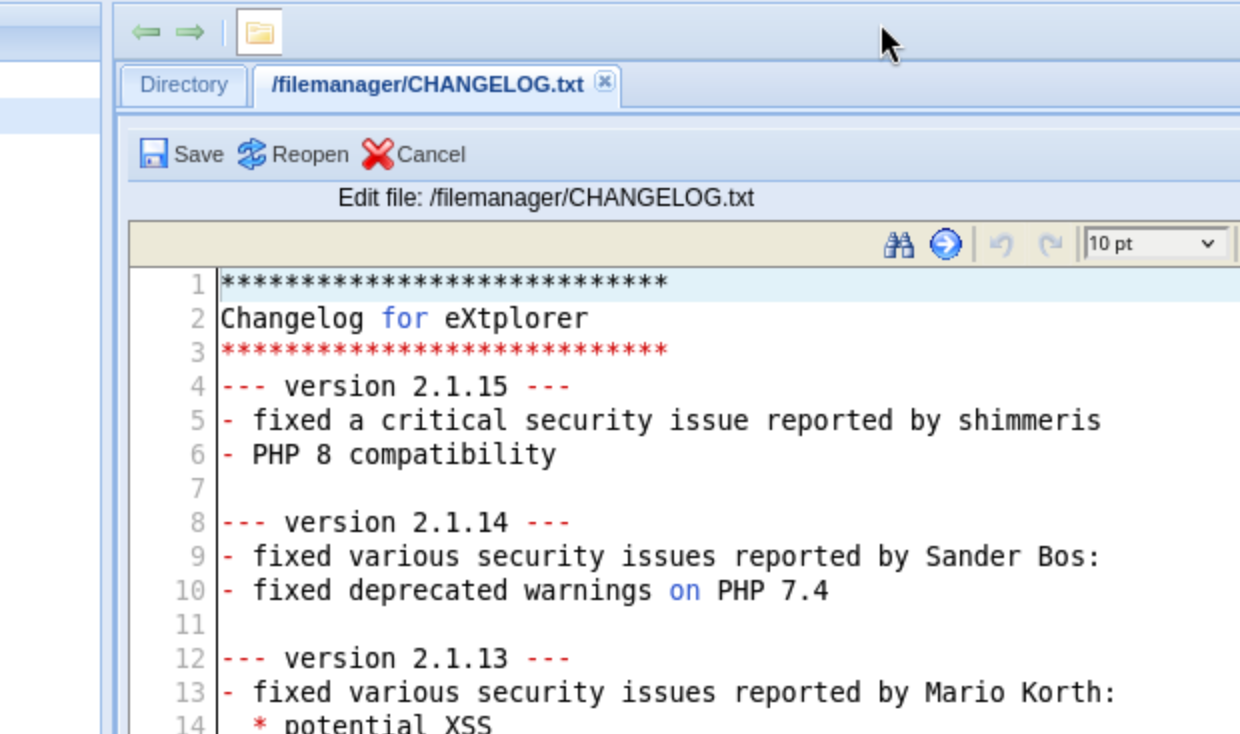 Directory /filemanager/CHANGELOG.txt
Save Reopen Cancel
Edit file: /filemanager/CHANGELOG.txt
10 pt
1 ****************************
2 Changelog for eXtplorer
3 ****************************
4 --- version 2.1.15 ---
5 - fixed a critical security issue reported by shimmeris
6 - PHP 8 compatibility
7
8 --- version 2.1.14 ---
9 - fixed various security issues reported by Sander Bos:
10 - fixed deprecated warnings on PHP 7.4
11
12 --- version 2.1.13 ---
13 - fixed various security issues reported by Mario Korth:
14 * potential XSS